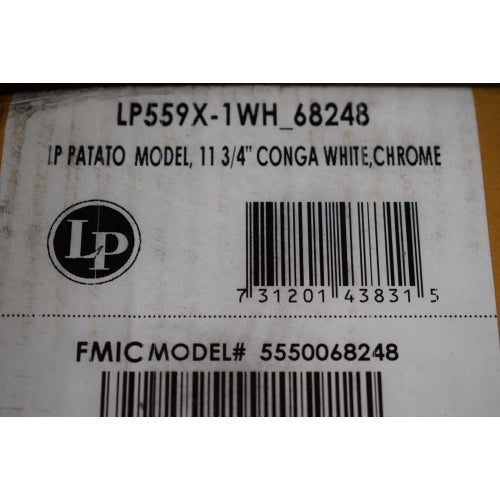 LP559X-1WH_68248
LP PATATO MODEL, 11 3/4" CONGA WHITE,CHROME
LP
7 31201 43831 5
FMIC MODEL# 5550068248